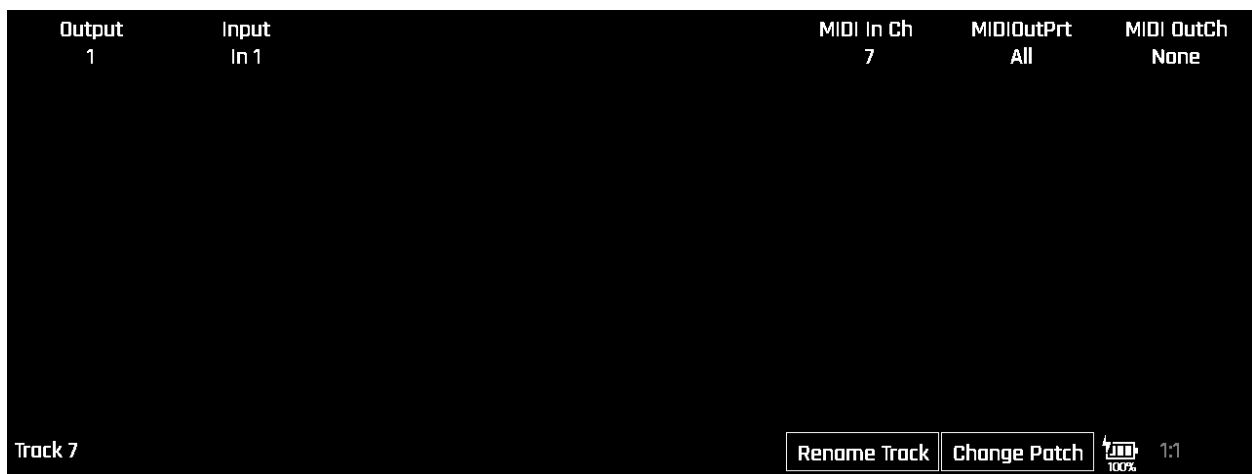 Output Input MIDI In Ch MIDIOutPrt MIDI OutCh
1 In 1 7 All None
Track 7 Rename Track Change Patch 100% 1:1